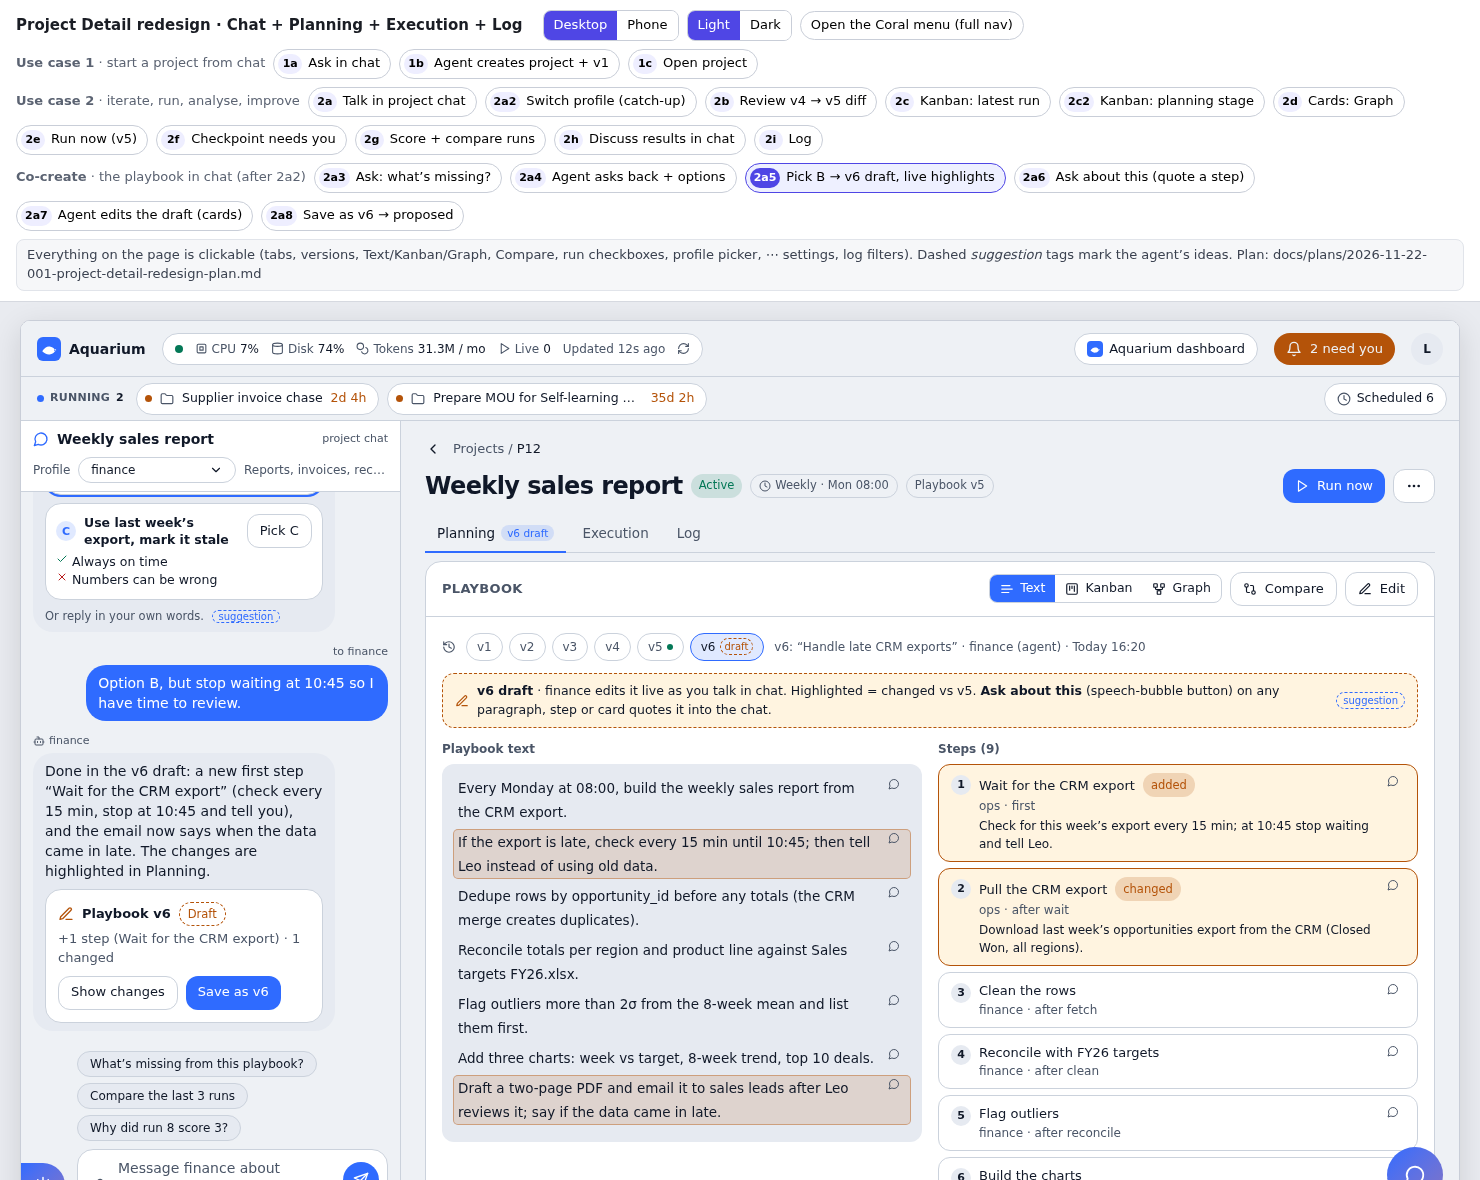 Project Detail redesign · Chat + Planning + Execution + Log
Desktop Phone Light Dark Open the Coral menu (full nav)
Use case 1 · start a project from chat 1a Ask in chat 1b Agent creates project + v1 1c Open project
Use case 2 · iterate, run, analyse, improve 2a Talk in project chat 2a2 Switch profile (catch-up) 2b Review v4 → v5 diff 2c Kanban: latest run 2c2 Kanban: planning stage 2d Cards: Graph
2e Run now (v5) 2f Checkpoint needs you 2g Score + compare runs 2h Discuss results in chat 2i Log
Co-create · the playbook in chat (after 2a2) 2a3 Ask: what's missing? 2a4 Agent asks back + options 2a5 Pick B → v6 draft, live highlights 2a6 Ask about this (quote a step)
2a7 Agent edits the draft (cards) 2a8 Save as v6 → proposed
Everything on the page is clickable (tabs, versions, Text/Kanban/Graph, Compare, run checkboxes, profile picker, ··· settings, log filters). Dashed suggestion tags mark the agent's ideas. Plan: docs/plans/2026-11-22-
001-project-detail-redesign-plan.md
Aquarium CPU 7% Disk 74% Tokens 31.3M / mo Live 0 Updated 12s ago Aquarium dashboard 2 need you L
RUNNING 2 Supplier invoice chase 2d 4h Prepare MOU for Self-learning ... 35d 2h Scheduled 6
Weekly sales report project chat
Profile finance Reports, invoices, rec...
C Use last week's
export, mark it stale
Pick C
Always on time
Numbers can be wrong
Or reply in your own words. suggestion
to finance
Option B, but stop waiting at 10:45 so I
have time to review.
finance
Done in the v6 draft: a new first step
“Wait for the CRM export” (check every
15 min, stop at 10:45 and tell you),
and the email now says when the data
came in late. The changes are
highlighted in Planning.
Playbook v6 Draft
+1 step (Wait for the CRM export) · 1
changed
Show changes Save as v6
What's missing from this playbook?
Compare the last 3 runs
Why did run 8 score 3?
Message finance about
Projects / P12
Weekly sales report Active Weekly · Mon 08:00 Playbook v5 Run now ···
Planning v6 draft Execution Log
PLAYBOOK Text Kanban Graph Compare Edit
v1 v2 v3 v4 v5 v6 draft v6: “Handle late CRM exports” · finance (agent) · Today 16:20
v6 draft · finance edits it live as you talk in chat. Highlighted = changed vs v5. Ask about this (speech-bubble button) on any
paragraph, step or card quotes it into the chat.
suggestion
Playbook text
Every Monday at 08:00, build the weekly sales report from
the CRM export.
If the export is late, check every 15 min until 10:45; then tell
Leo instead of using old data.
Dedupe rows by opportunity_id before any totals (the CRM
merge creates duplicates).
Reconcile totals per region and product line against Sales
targets FY26.xlsx.
Flag outliers more than 2σ from the 8-week mean and list
them first.
Add three charts: week vs target, 8-week trend, top 10 deals.
Draft a two-page PDF and email it to sales leads after Leo
reviews it; say if the data came in late.
Steps (9)
1 Wait for the CRM export added
ops · first
Check for this week's export every 15 min; at 10:45 stop waiting
and tell Leo.
2 Pull the CRM export changed
ops · after wait
Download last week's opportunities export from the CRM (Closed
Won, all regions).
3 Clean the rows
finance · after fetch
4 Reconcile with FY26 targets
finance · after clean
5 Flag outliers
finance · after reconcile
6 Build the charts